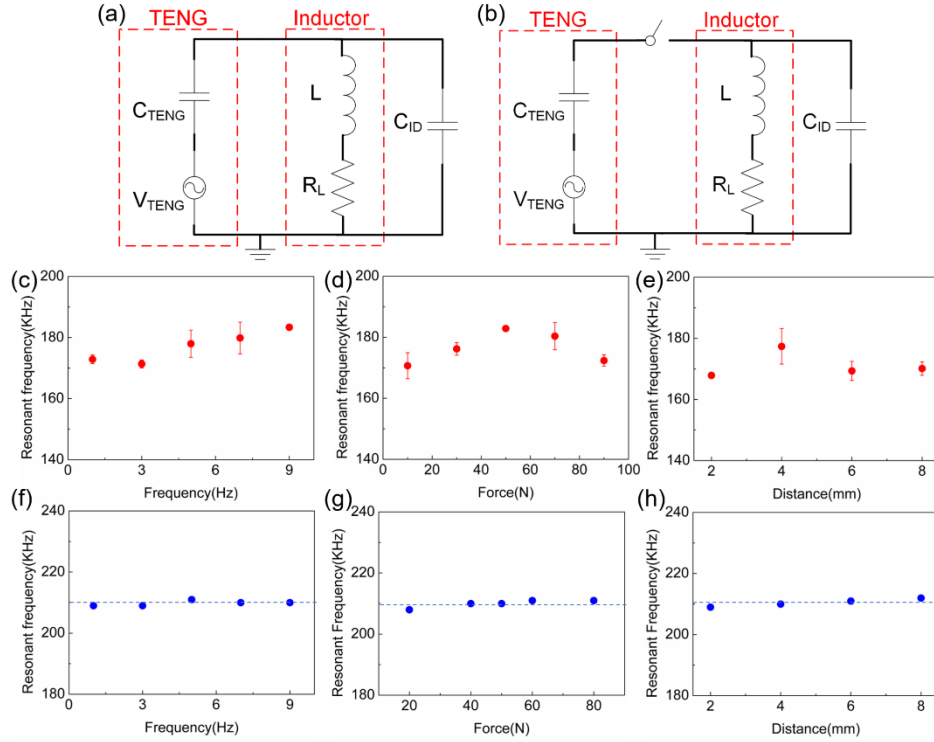 (a)
TENG
Inductor
C_TENG
V_TENG
L
R_L
C_ID
(b)
TENG
Inductor
C_TENG
V_TENG
L
R_L
C_ID
(c)
Resonant frequency(KHz)
200
180
160
140
0 3 6 9
Frequency(Hz)
(d)
Resonant frequency(KHz)
200
180
160
140
0 20 40 60 80 100
Force(N)
(e)
Resonant frequency(KHz)
200
180
160
140
2 4 6 8
Distance(mm)
(f)
Resonant frequency(KHz)
240
220
200
180
0 3 6 9
Frequency(Hz)
(g)
Resonant Frequency(KHz)
240
220
200
180
20 40 60 80
Force(N)
(h)
Resonant Frequency(KHz)
240
220
200
180
2 4 6 8
Distance(mm)